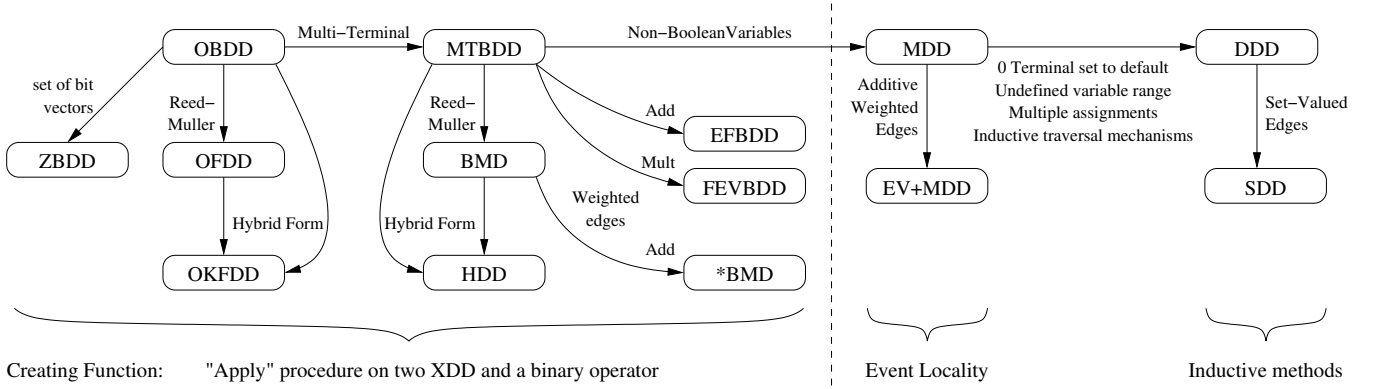 OBDD
Multi-Terminal
MTBDD
Non-BooleanVariables
MDD
DDD
set of bit
vectors
Reed-
Muller
Reed-
Muller
Add
EFBDD
Additive
Weighted
Edges
0 Terminal set to default
Undefined variable range
Multiple assignments
Inductive traversal mechanisms
Set-Valued
Edges
ZBDD
OFDD
BMD
Mult
FEVBDD
EV+MDD
SDD
Hybrid Form
Hybrid Form
Weighted
edges
OKFDD
HDD
Add
*BMD
Creating Function:
"Apply" procedure on two XDD and a binary operator
Event Locality
Inductive methods